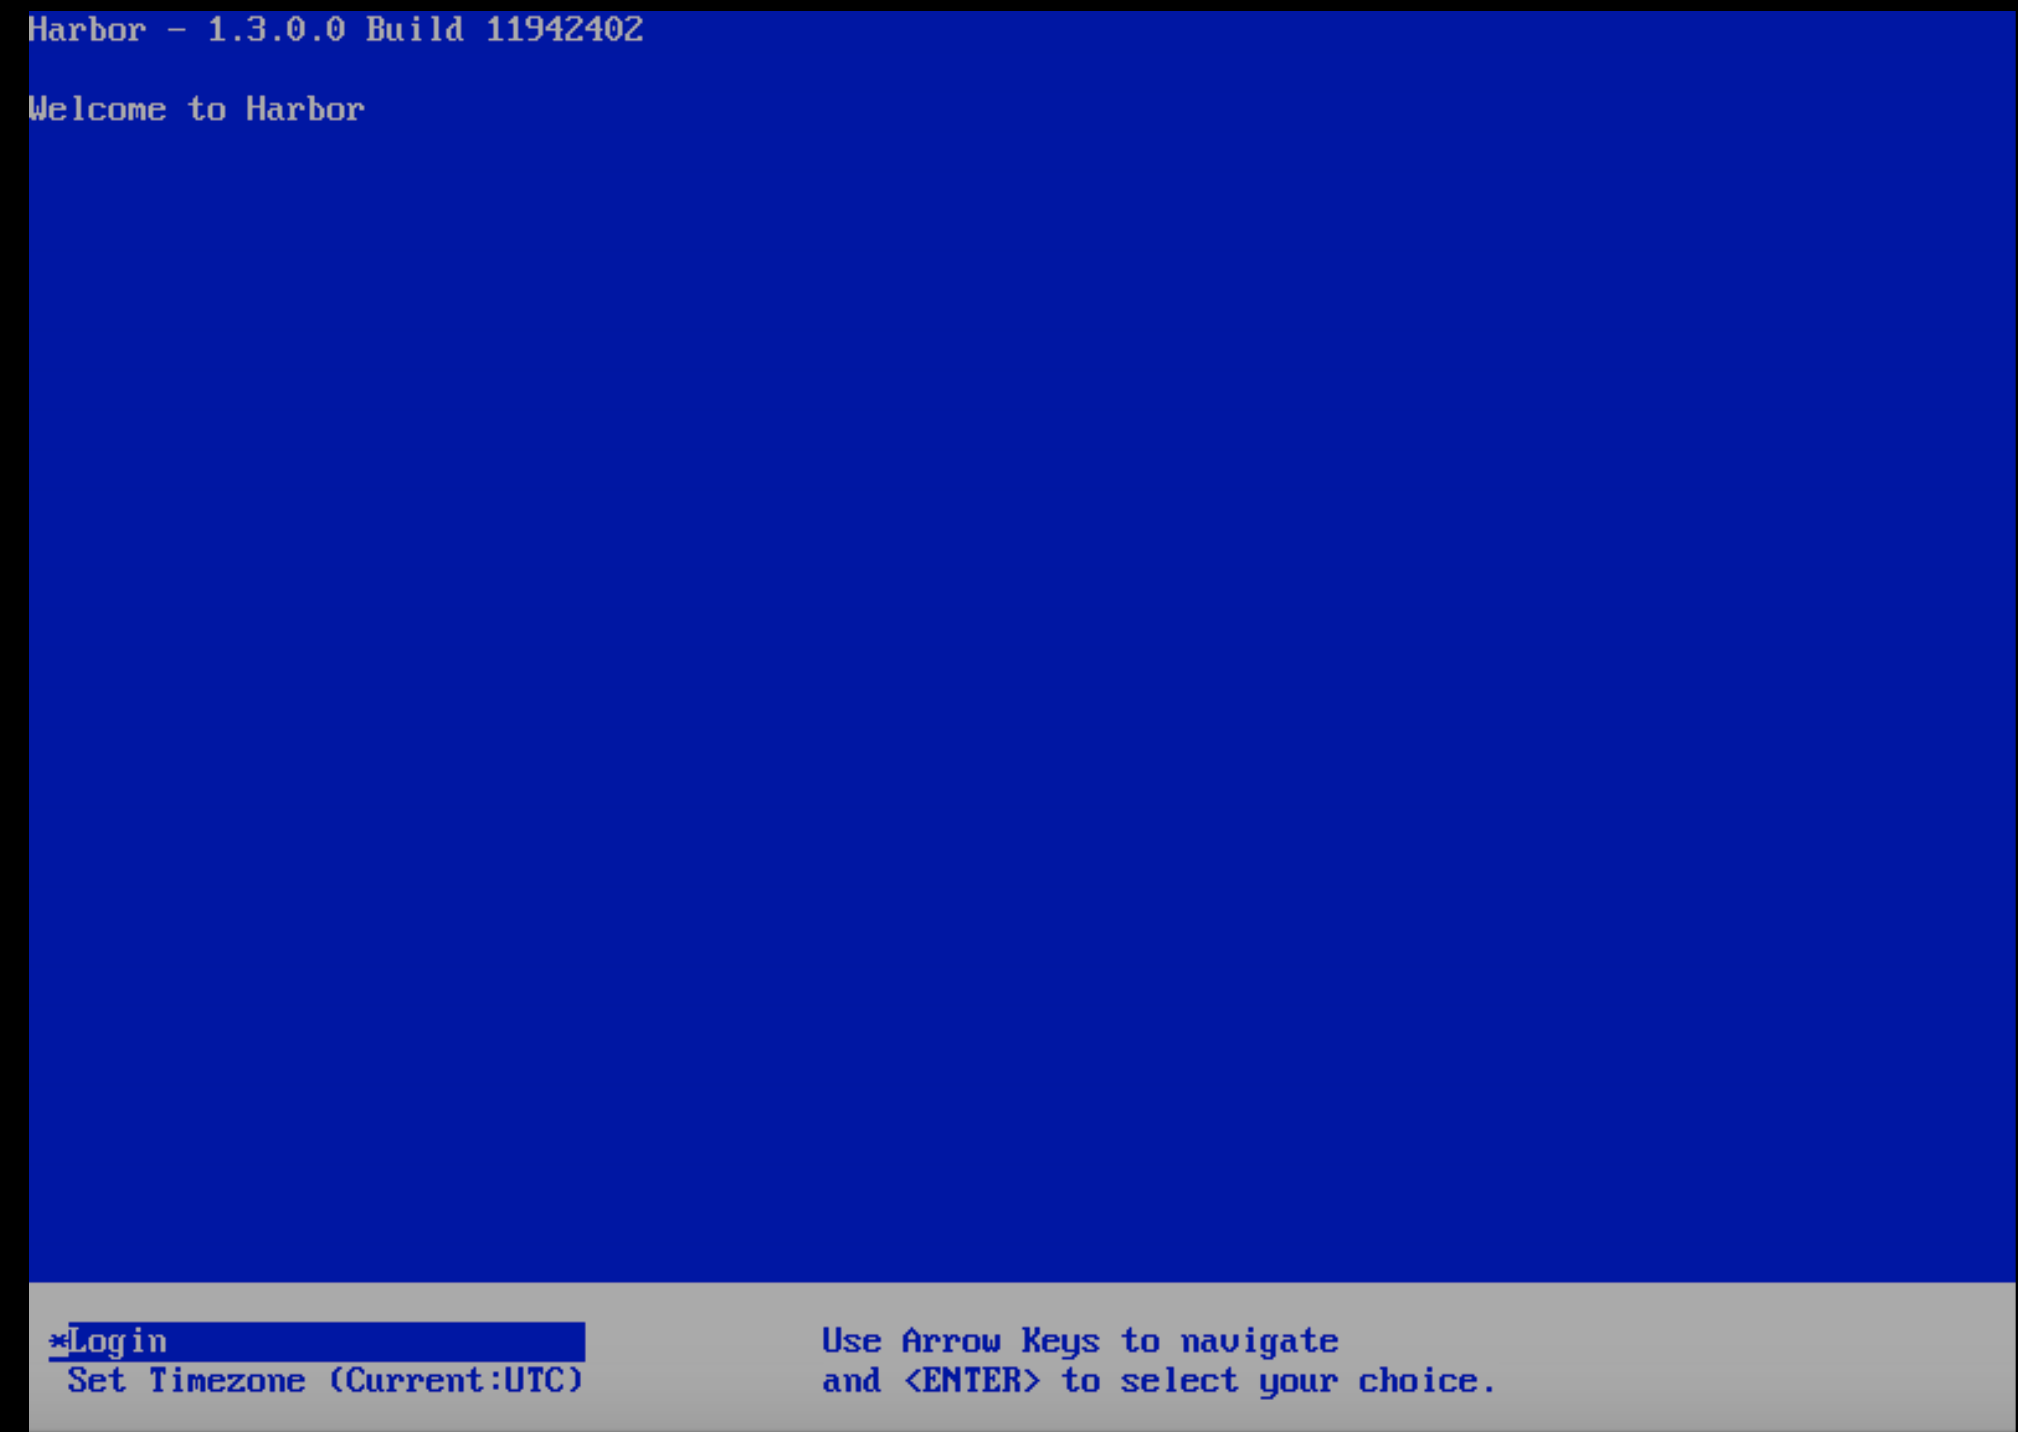 Harbor - 1.3.0.0 Build 11942402
Welcome to Harbor
*Login
Set Timezone (Current:UTC)
Use Arrow Keys to navigate
and <ENTER> to select your choice.